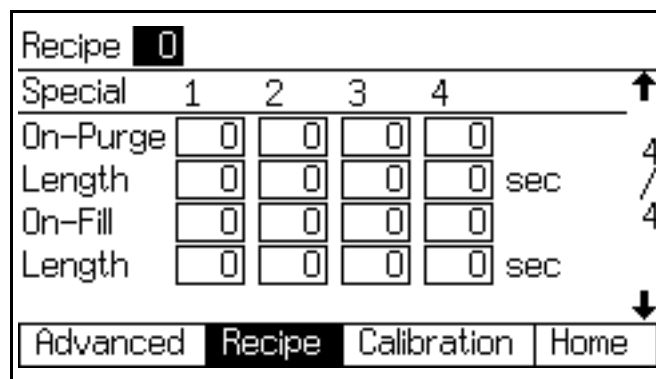 Recipe 0
Special 1 2 3 4
On-Purge 0 0 0 0
Length 0 0 0 0 sec
On-Fill 0 0 0 0
Length 0 0 0 0 sec
4/4
Advanced Recipe Calibration Home